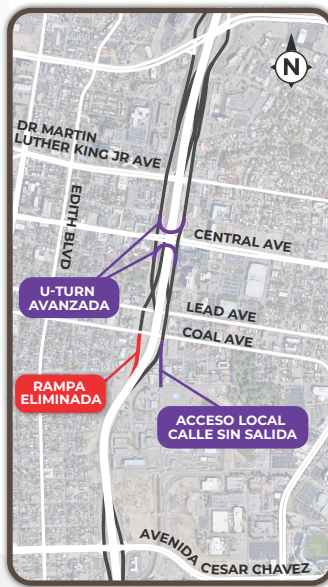 N
DR MARTIN
LUTHER KING JR AVE
EDITH BLVD
CENTRAL AVE
U-TURN
AVANZADA
LEAD AVE
COAL AVE
RAMPA
ELIMINADA
ACCESO LOCAL
CALLE SIN SALIDA
AVENIDA CESAR CHAVEZ